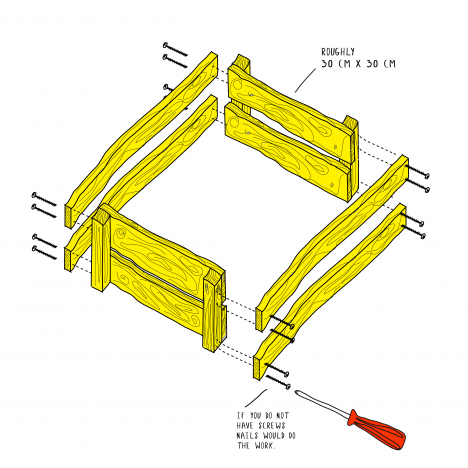 ROUGHLY
30 CM X 30 CM
IF YOU DO NOT
HAVE SCREWS
NAILS WOULD DO
THE WORK.